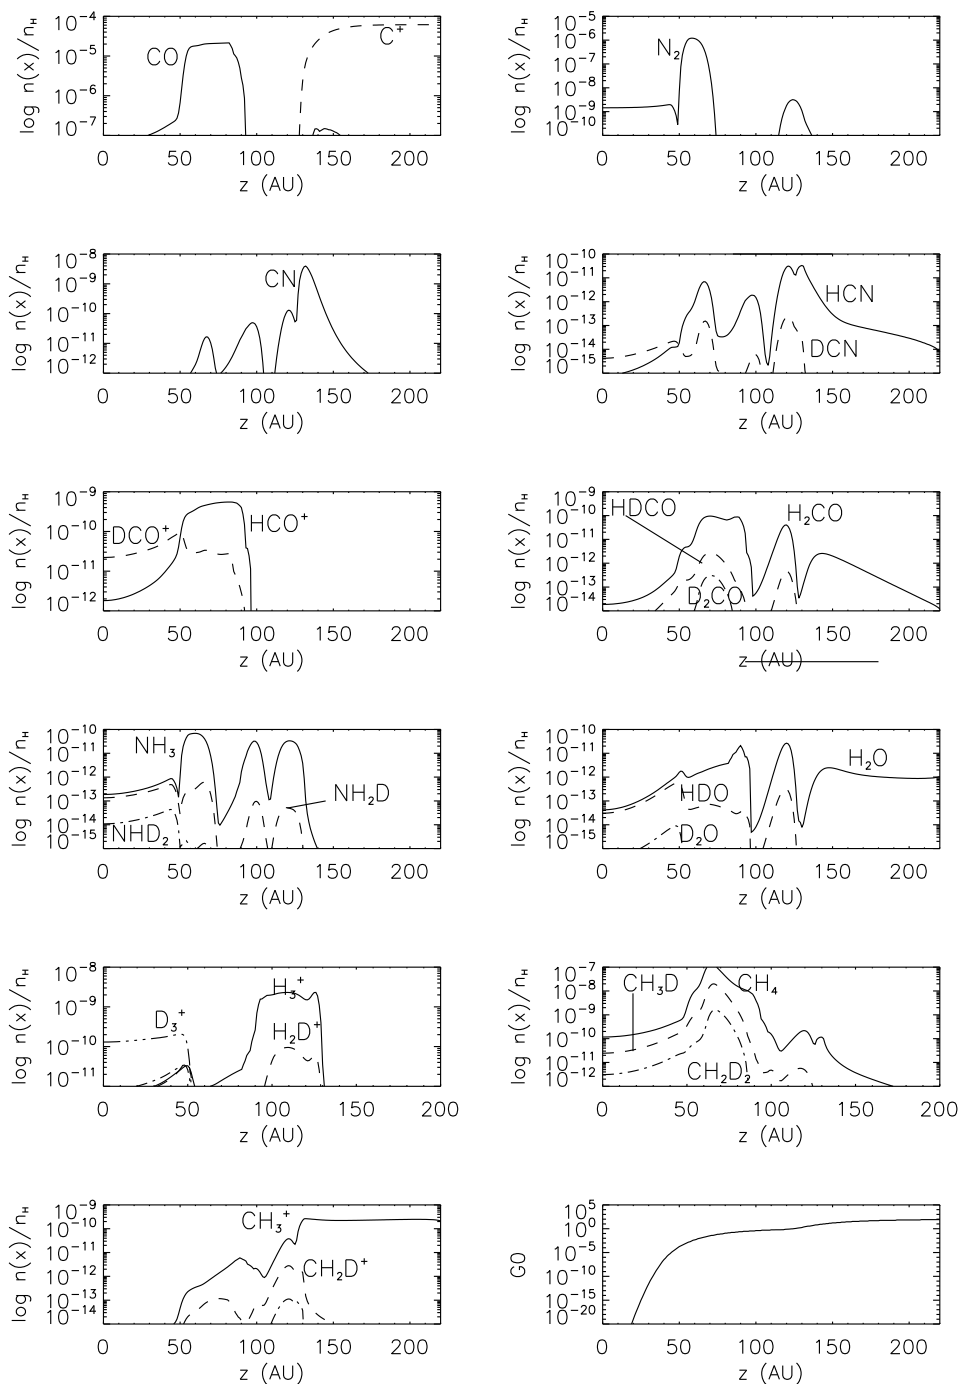 log n(x)/n_H
10⁻⁴
10⁻⁵
10⁻⁶
10⁻⁷
CO
C⁺
0 50 100 150 200
z (AU)
log n(x)/n_H
10⁻⁵
10⁻⁶
10⁻⁷
10⁻⁸
10⁻⁹
10⁻¹⁰
N₂
0 50 100 150 200
z (AU)
log n(x)/n_H
10⁻⁸
10⁻⁹
10⁻¹⁰
10⁻¹¹
10⁻¹²
CN
0 50 100 150 200
z (AU)
log n(x)/n_H
10⁻¹⁰
10⁻¹¹
10⁻¹²
10⁻¹³
10⁻¹⁴
10⁻¹⁵
HCN
DCN
0 50 100 150 200
z (AU)
log n(x)/n_H
10⁻⁹
10⁻¹⁰
10⁻¹¹
10⁻¹²
DCO⁺
HCO⁺
0 50 100 150 200
z (AU)
log n(x)/n_H
10⁻⁹
10⁻¹⁰
10⁻¹¹
10⁻¹²
10⁻¹³
10⁻¹⁴
HDCO
H₂CO
D₂CO
0 50 100 150 200
z (AU)
log n(x)/n_H
10⁻¹⁰
10⁻¹¹
10⁻¹²
10⁻¹³
10⁻¹⁴
10⁻¹⁵
NH₃
NH₂D
NHD₂
0 50 100 150 200
z (AU)
log n(x)/n_H
10⁻¹⁰
10⁻¹¹
10⁻¹²
10⁻¹³
10⁻¹⁴
10⁻¹⁵
H₂O
HDO
D₂O
0 50 100 150 200
z (AU)
log n(x)/n_H
10⁻⁸
10⁻⁹
10⁻¹⁰
10⁻¹¹
H₃⁺
D₃⁺
H₂D⁺
0 50 100 150 200
z (AU)
log n(x)/n_H
10⁻⁷
10⁻⁸
10⁻⁹
10⁻¹⁰
10⁻¹¹
10⁻¹²
CH₃D
CH₄
CH₂D₂
0 50 100 150 200
z (AU)
log n(x)/n_H
10⁻⁹
10⁻¹⁰
10⁻¹¹
10⁻¹²
10⁻¹³
10⁻¹⁴
CH₃⁺
CH₂D⁺
0 50 100 150 200
z (AU)
GO
10⁵
10⁰
10⁻⁵
10⁻¹⁰
10⁻¹⁵
10⁻²⁰
0 50 100 150 200
z (AU)